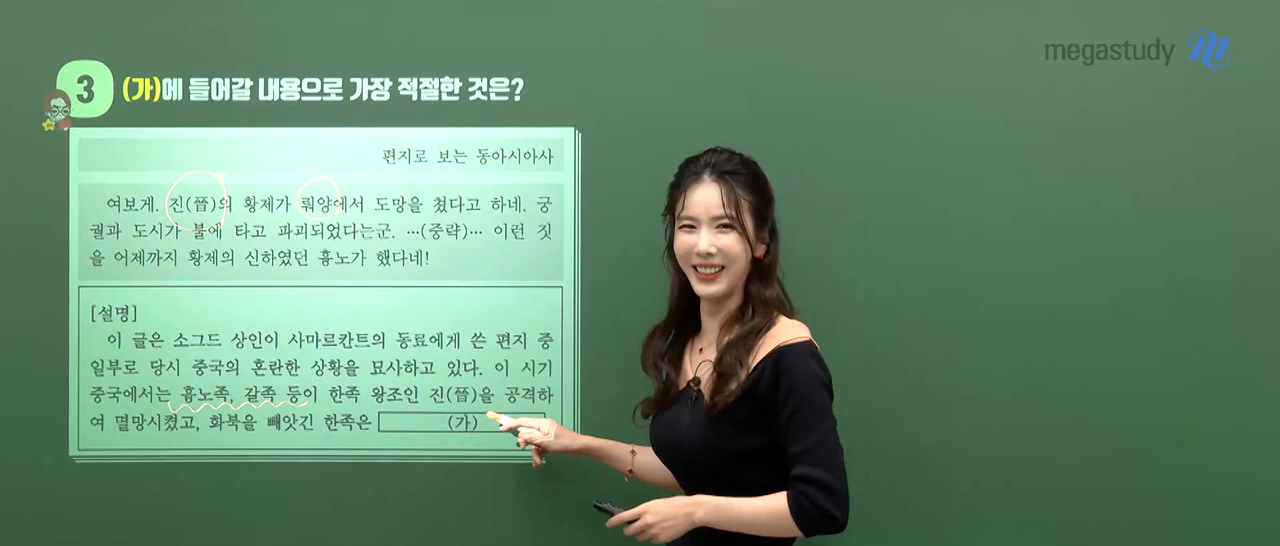 megastudy
3 (가)에 들어갈 내용으로 가장 적절한 것은?
편지로 보는 동아시아사
여보게. 진(晉)의 황제가 뤄양에서 도망을 쳤다고 하네. 궁
궐과 도시가 불에 타고 파괴되었다는군. …(중략)… 이런 짓
을 어제까지 황제의 신하였던 흉노가 했다네!
[설명]
이 글은 소그드 상인이 사마르칸트의 동료에게 쓴 편지 중
일부로 당시 중국의 혼란한 상황을 묘사하고 있다. 이 시기
중국에서는 흉노족, 갈족 등이 한족 왕조인 진(晉)을 공격하
여 멸망시켰고, 화북을 빼앗긴 한족은 (가)